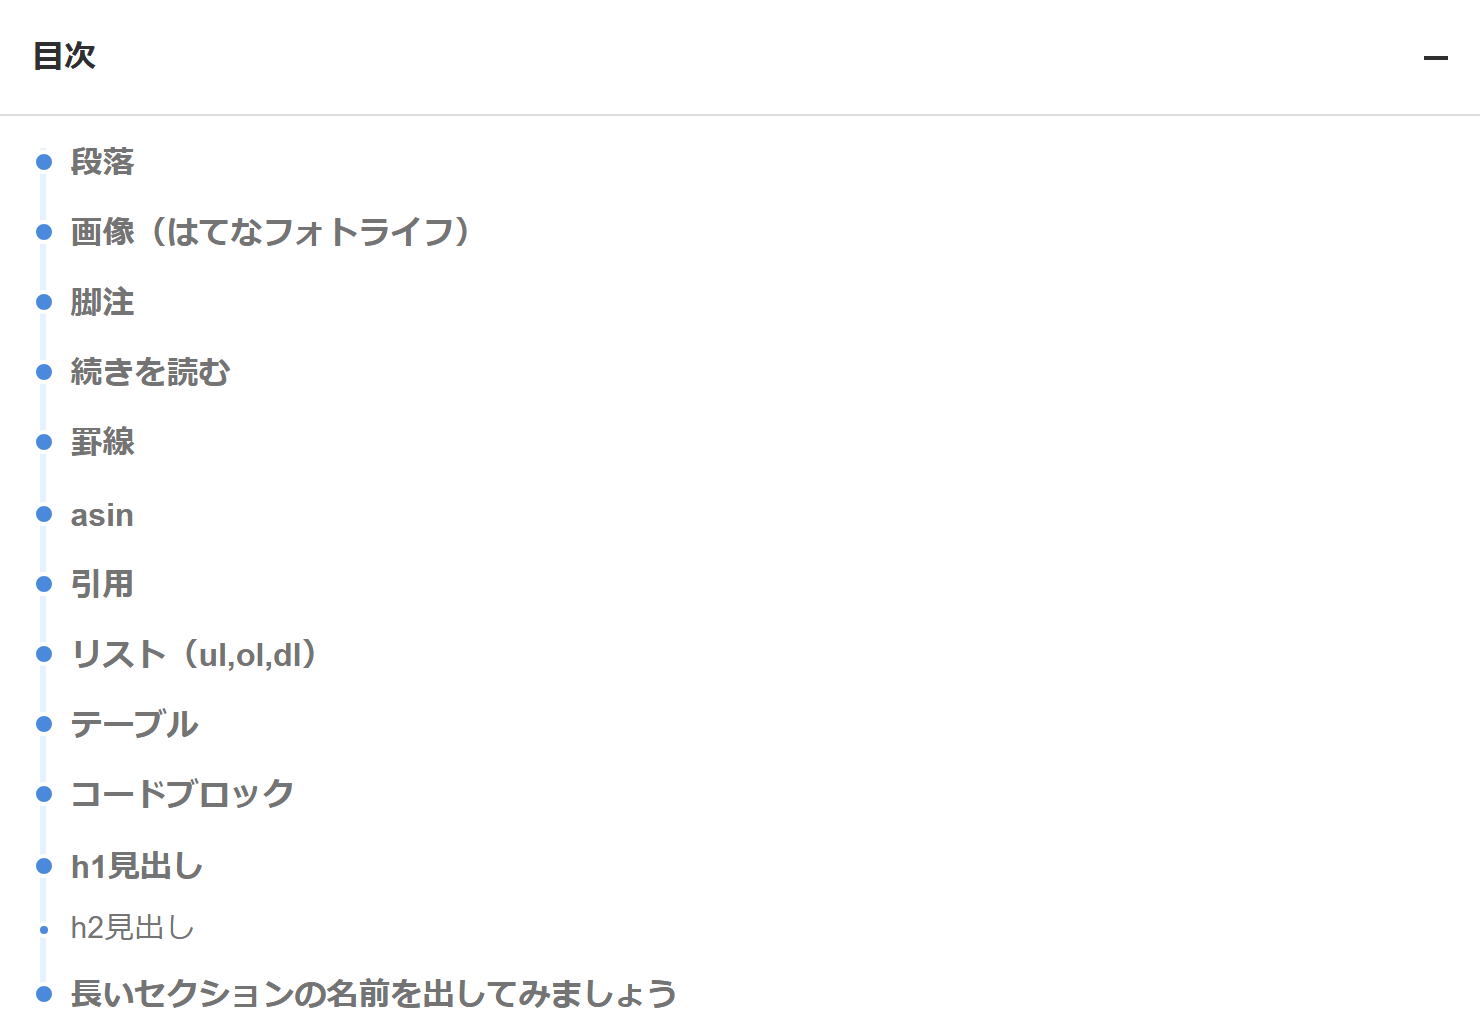 目次
段落
画像（はてなフォトライフ）
脚注
続きを読む
罫線
asin
引用
リスト（ul,ol,dl）
テーブル
コードブロック
h1見出し
h2見出し
長いセクションの名前を出してみましょう